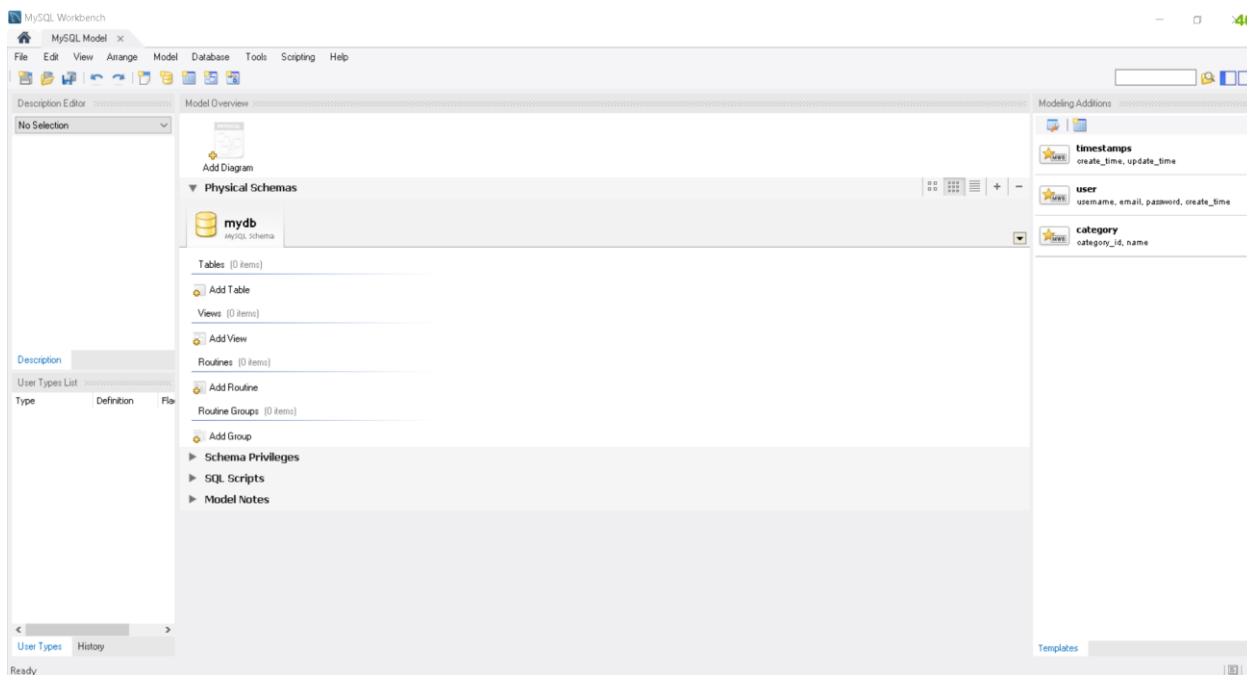 MySQL Workbench
MySQL Model
File Edit View Arrange Model Database Tools Scripting Help
Description Editor
No Selection
Description
User Types List
Type Definition
User Types History
Ready
Model Overview
Add Diagram
Physical Schemas
mydb
MySQL Schema
Tables (0 items)
Add Table
Views (0 items)
Add View
Routines (0 items)
Add Routine
Routine Groups (0 items)
Add Group
Schema Privileges
SQL Scripts
Model Notes
Modeling Additions
timestamps
create_time, update_time
user
username, email, password, create_time
category
category_id, name
Templates